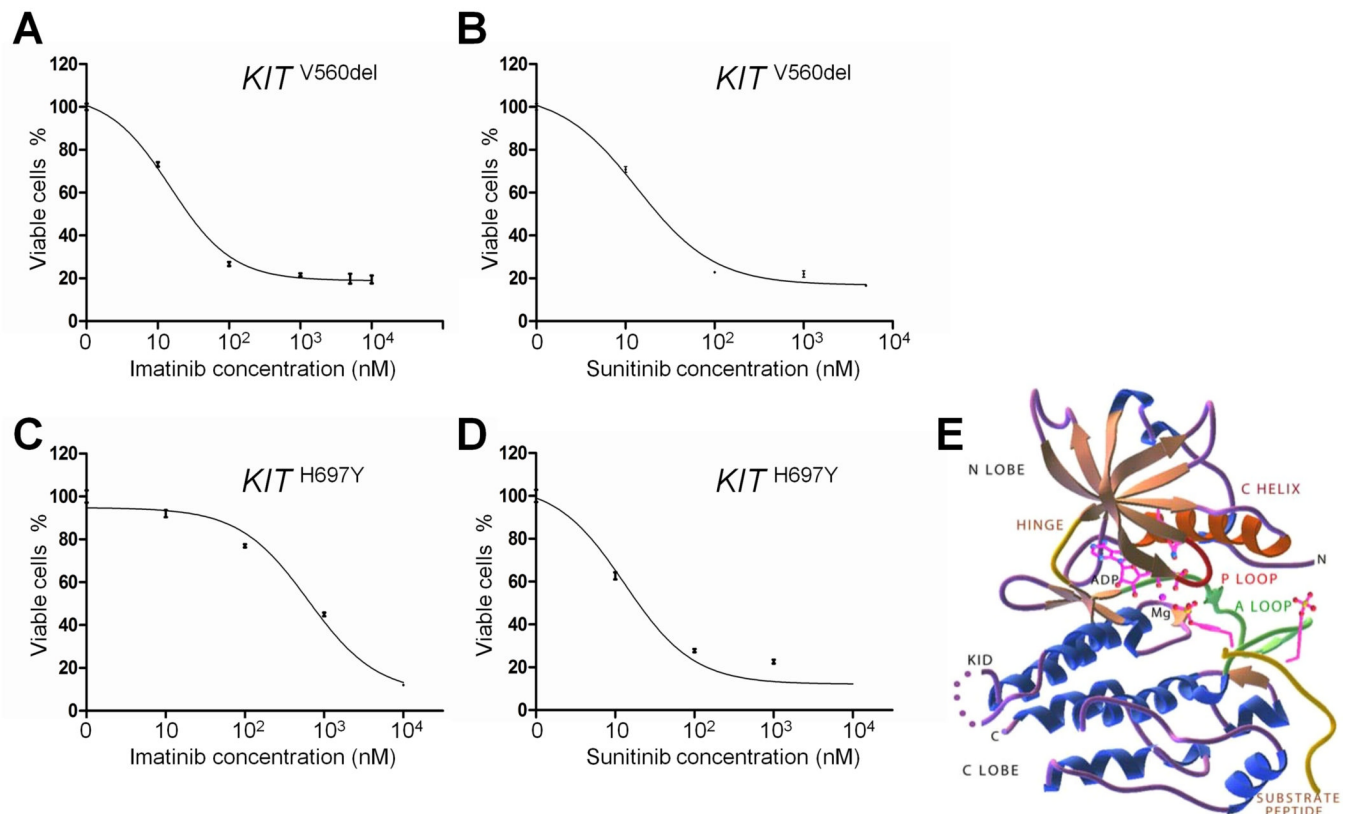 A
KIT V560del
120
100
80
60
40
20
0
Viable cells %
0 10 10² 10³ 10⁴
Imatinib concentration (nM)
B
KIT V560del
120
100
80
60
40
20
0
Viable cells %
0 10 10² 10³ 10⁴
Sunitinib concentration (nM)
C
KIT H697Y
120
100
80
60
40
20
0
Viable cells %
0 10 10² 10³ 10⁴
Imatinib concentration (nM)
D
KIT H697Y
120
100
80
60
40
20
0
Viable cells %
0 10 10² 10³ 10⁴
Sunitinib concentration (nM)
E
N LOBE
C HELIX
HINGE
N
ADP
P LOOP
A LOOP
Mg
KID
C
C LOBE
SUBSTRATE
PEPTIDE